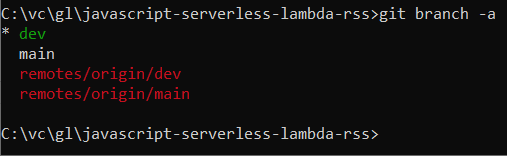 C:\vc\gl\javascript-serverless-lambda-rss>git branch -a
* dev
main
remotes/origin/dev
remotes/origin/main
C:\vc\gl\javascript-serverless-lambda-rss>